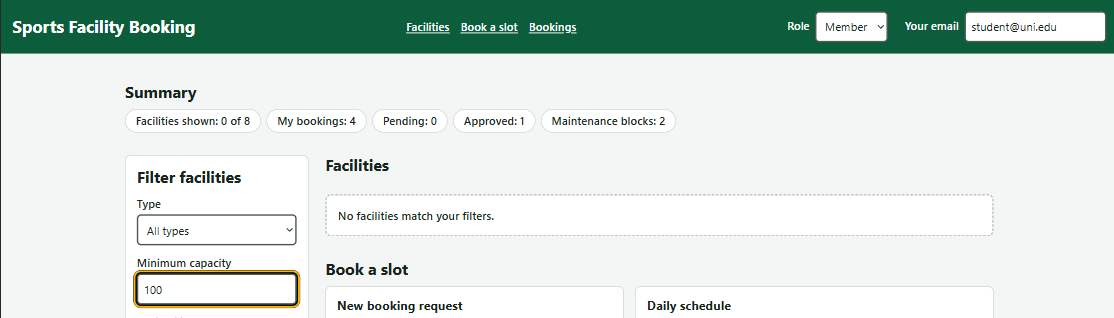 Sports Facility Booking
Facilities Book a slot Bookings
Role Member Your email student@uni.edu
Summary
Facilities shown: 0 of 8 My bookings: 4 Pending: 0 Approved: 1 Maintenance blocks: 2
Filter facilities
Type
All types
Minimum capacity
100
Facilities
No facilities match your filters.
Book a slot
New booking request
Daily schedule